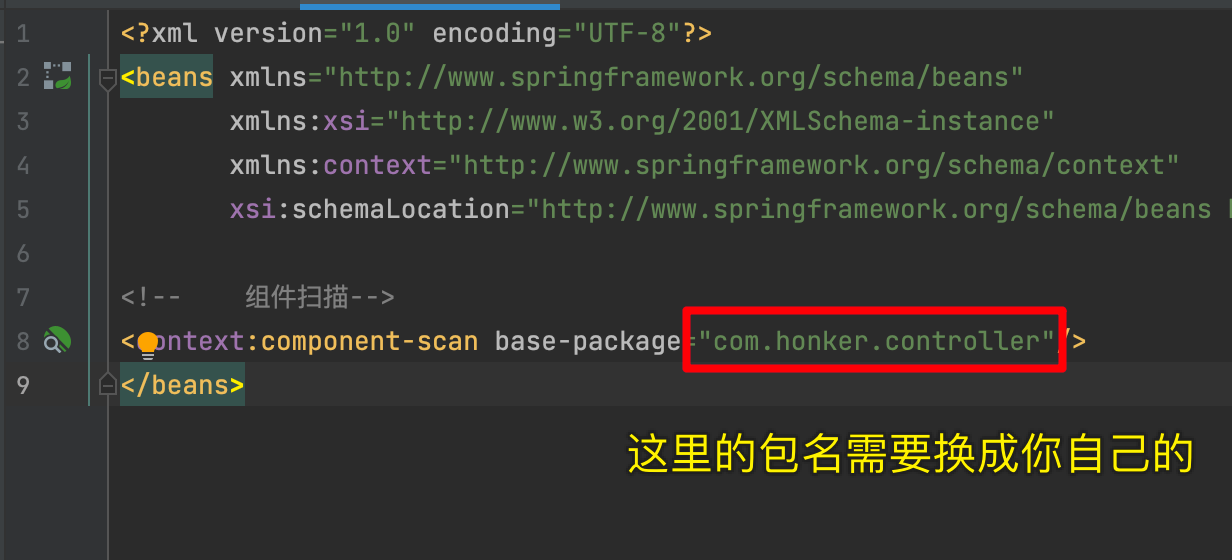 1 <?xml version="1.0" encoding="UTF-8"?>
2 <beans xmlns="http://www.springframework.org/schema/beans"
3 xmlns:xsi="http://www.w3.org/2001/XMLSchema-instance"
4 xmlns:context="http://www.springframework.org/schema/context"
5 xsi:schemaLocation="http://www.springframework.org/schema/beans
6
7 <!-- 组件扫描-->
8 <context:component-scan base-package="com.honker.controller"/>
9 </beans>
这里的包名需要换成你自己的